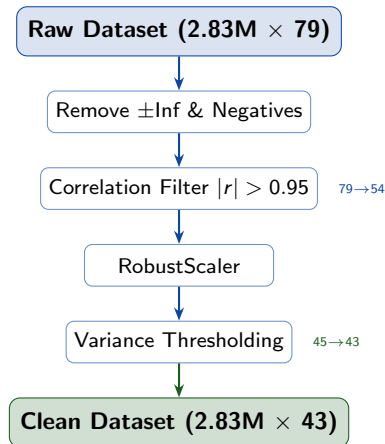 Raw Dataset (2.83M × 79)
Remove ±Inf & Negatives
Correlation Filter |r| > 0.95
79→54
RobustScaler
Variance Thresholding
45→43
Clean Dataset (2.83M × 43)